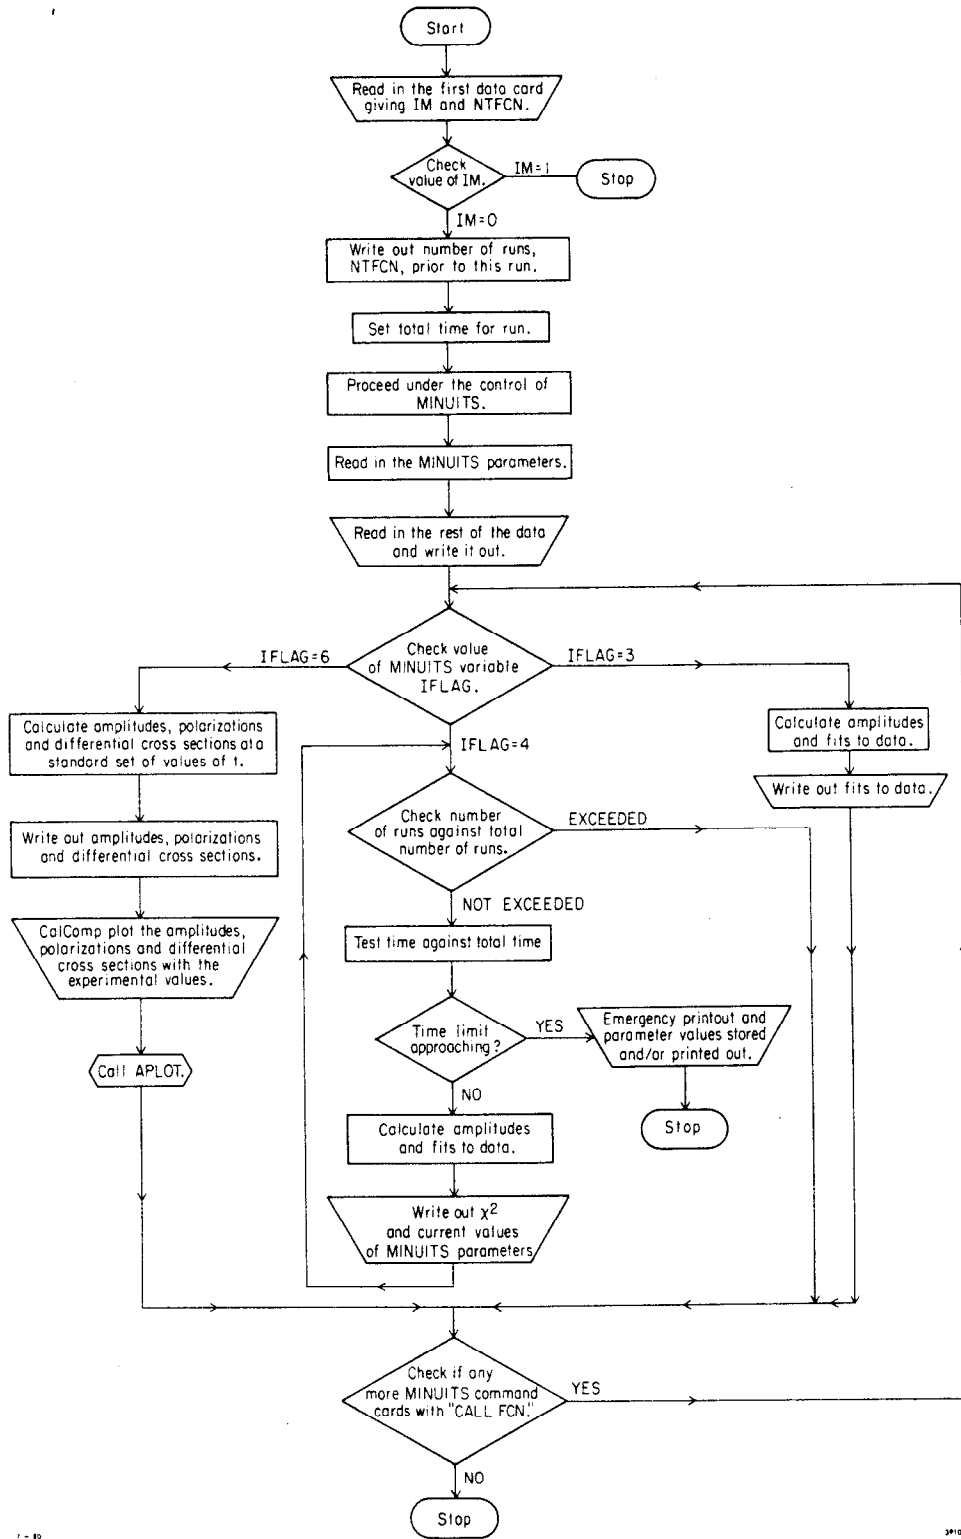 Start
Read in the first data card
giving IM and NTFCN.
Check
value of IM.
IM=1
Stop
IM=0
Write out number of runs,
NTFCN, prior to this run.
Set total time for run.
Proceed under the control of
MINUITS.
Read in the MINUITS parameters.
Read in the rest of the data
and write it out.
Check value
of MINUITS variable
IFLAG.
IFLAG=6
IFLAG=3
IFLAG=4
Calculate amplitudes, polarizations
and differential cross sections at a
standard set of values of t.
Write out amplitudes, polarizations
and differential cross sections.
CalComp plot the amplitudes,
polarizations and differential
cross sections with the
experimental values.
Call APLOT.
Calculate amplitudes
and fits to data.
Write out fits to data.
Check number
of runs against total
number of runs.
EXCEEDED
NOT EXCEEDED
Test time against total time
Time limit
approaching?
YES
Emergency printout and
parameter values stored
and/or printed out.
Stop
NO
Calculate amplitudes
and fits to data.
Write out χ2
and current values
of MINUITS parameters
Check if any
more MINUITS command
cards with "CALL FCN."
YES
NO
Stop
7 - 80